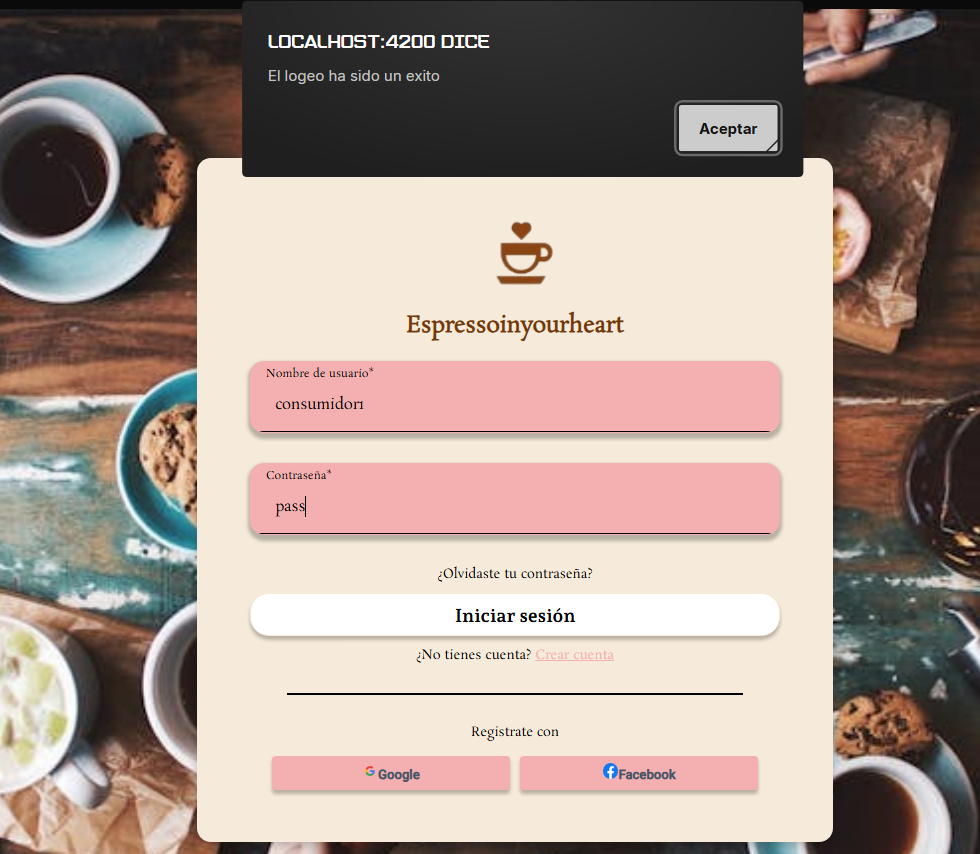 LOCALHOST:4200 DICE
El logeo ha sido un exito
Aceptar
Espressoinyourheart
Nombre de usuario*
consumidor1
Contraseña*
pass
¿Olvidaste tu contraseña?
Iniciar sesión
¿No tienes cuenta? Crear cuenta
Registrate con
Google
Facebook